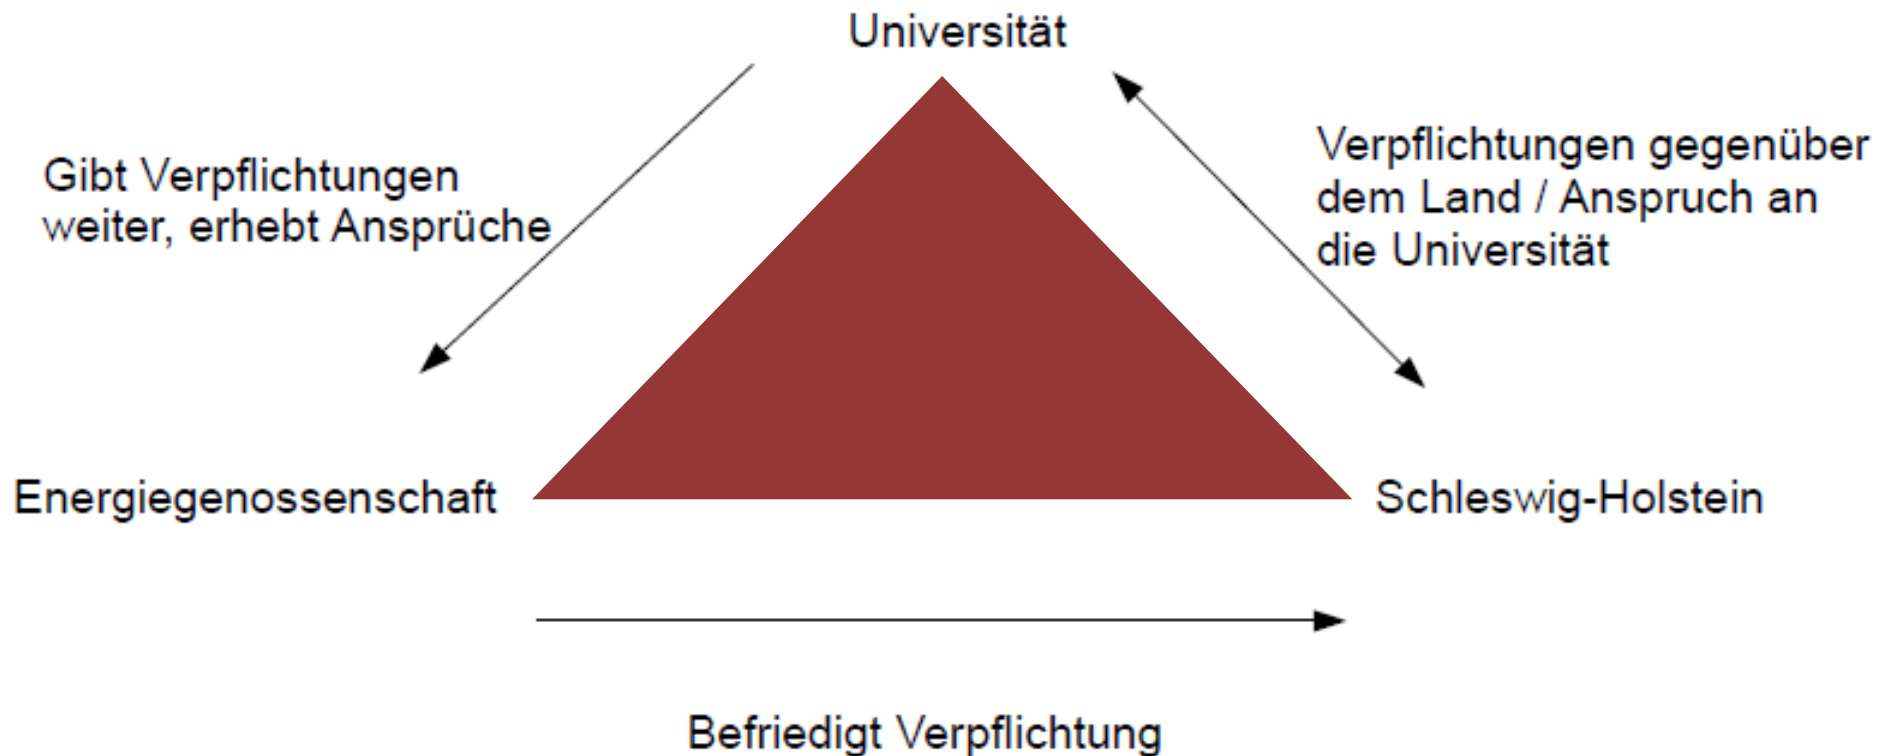 Universität
Gibt Verpflichtungen
weiter, erhebt Ansprüche
Verpflichtungen gegenüber
dem Land / Anspruch an
die Universität
Energiegenossenschaft
Schleswig-Holstein
Befriedigt Verpflichtung